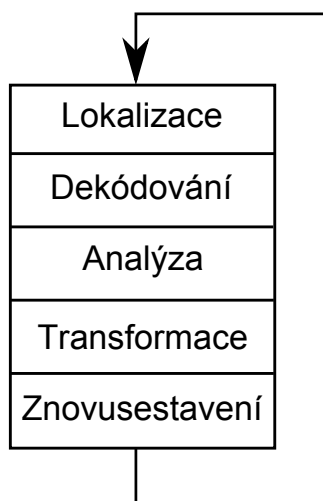 Lokalizace
Dekódování
Analýza
Transformace
Znovusestavení